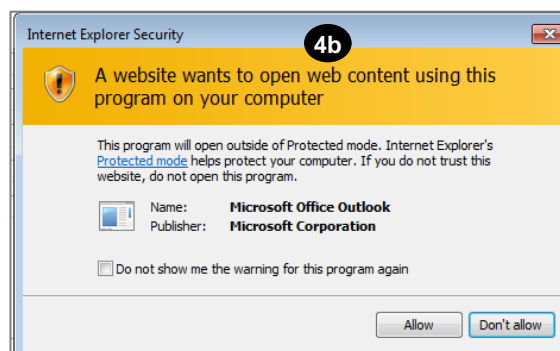 Internet Explorer Security
4b
A website wants to open web content using this
program on your computer
This program will open outside of Protected mode. Internet Explorer's
Protected mode helps protect your computer. If you do not trust this
website, do not open this program.
Name: Microsoft Office Outlook
Publisher: Microsoft Corporation
Do not show me the warning for this program again
Allow Don't allow